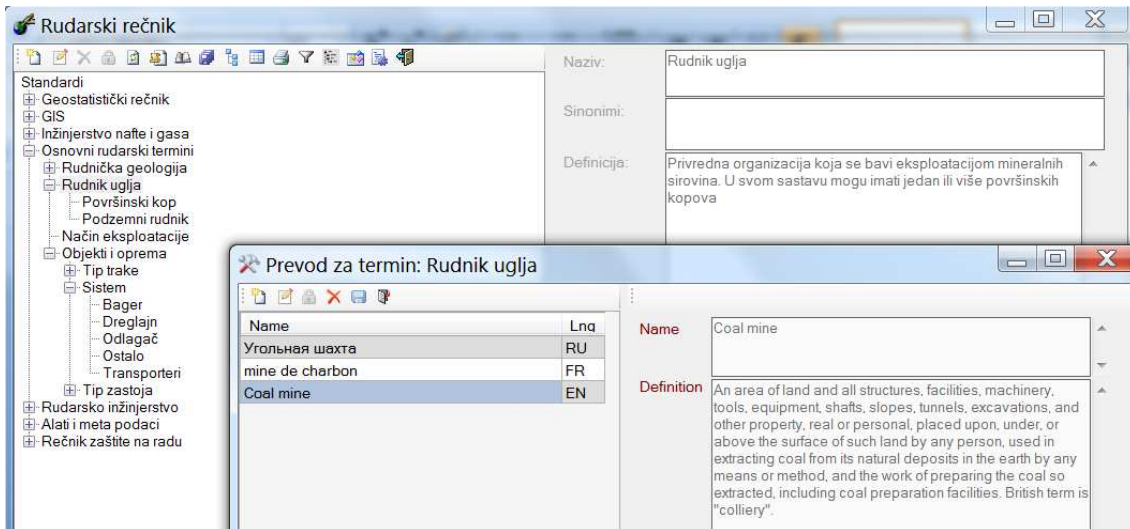 Rudarski rečnik
Standardi
Geostatistički rečnik
GIS
Inžinjerstvo nafte i gasa
Osnovni rudarski termini
Rudnička geologija
Rudnik uglja
Površinski kop
Podzemni rudnik
Način eksploatacije
Objekti i oprema
Tip trake
Sistem
Bager
Dreglajn
Odlagač
Ostalo
Transporteri
Tip zastoja
Rudarsko inžinjerstvo
Alati i meta podaci
Rečnik zaštite na radu
Naziv: Rudnik uglja
Sinonimi:
Definicija: Privredna organizacija koja se bavi eksploatacijom mineralnih
sirovina. U svom sastavu mogu imati jedan ili više površinskih
kopova
Prevod za termin: Rudnik uglja
Name Lng
Угольная шахта RU
mine de charbon FR
Coal mine EN
Name Coal mine
Definition An area of land and all structures, facilities, machinery,
tools, equipment, shafts, slopes, tunnels, excavations, and
other property, real or personal, placed upon, under, or
above the surface of such land by any person, used in
extracting coal from its natural deposits in the earth by any
means or method, and the work of preparing the coal so
extracted, including coal preparation facilities. British term is
"colliery".